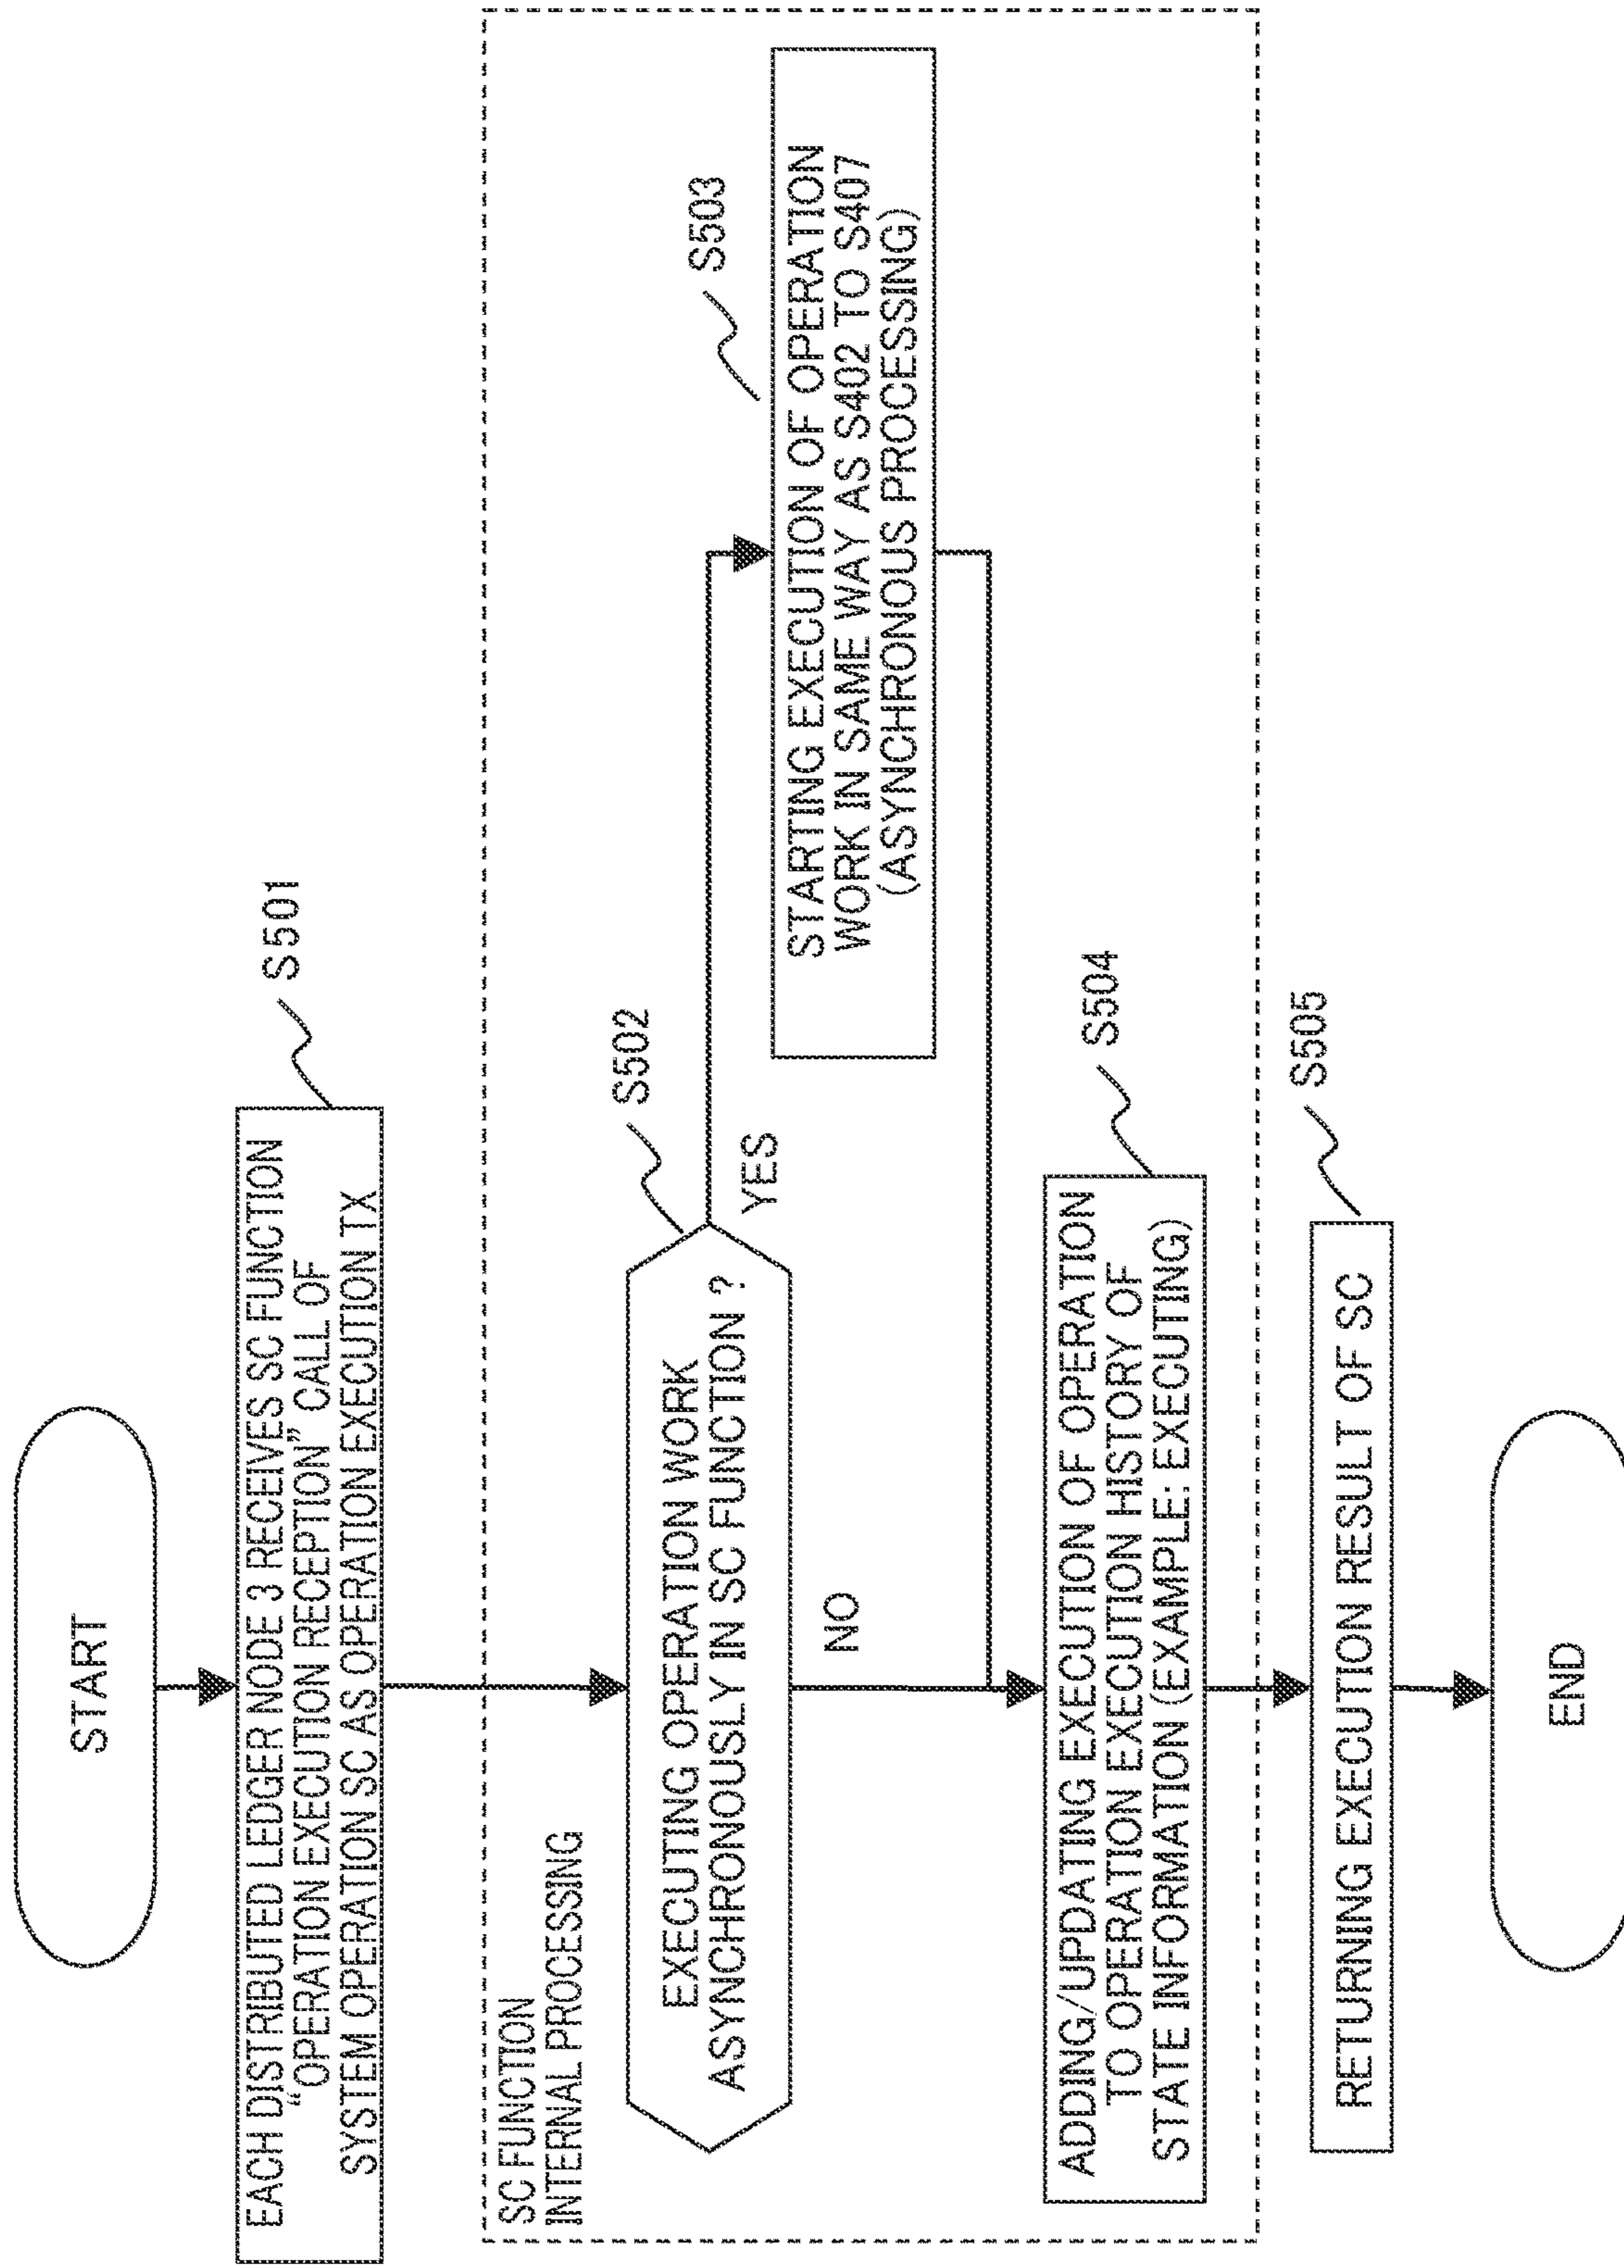 START
S501
EACH DISTRIBUTED LEDGER NODE 3 RECEIVES SC FUNCTION
“OPERATION EXECUTION RECEPTION” CALL OF
SYSTEM OPERATION SC AS OPERATION EXECUTION TX
SC FUNCTION
INTERNAL PROCESSING
S502
EXECUTING OPERATION WORK
ASYNCHRONOUSLY IN SC FUNCTION ?
YES
S503
STARTING EXECUTION OF OPERATION
WORK IN SAME WAY AS S402 TO S407
(ASYNCHRONOUS PROCESSING)
NO
S504
ADDING/UPDATING EXECUTION OF OPERATION
TO OPERATION EXECUTION HISTORY OF
STATE INFORMATION (EXAMPLE: EXECUTING)
S505
RETURNING EXECUTION RESULT OF SC
END